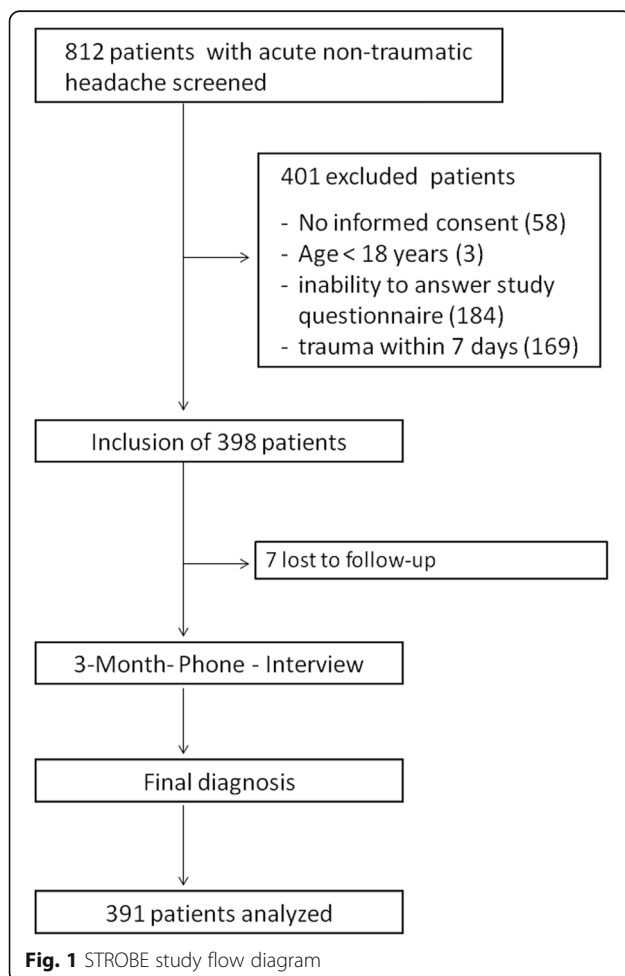 812 patients with acute non-traumatic
headache screened
401 excluded patients
- No informed consent (58)
- Age < 18 years (3)
- inability to answer study
questionnaire (184)
- trauma within 7 days (169)
Inclusion of 398 patients
7 lost to follow-up
3-Month- Phone - Interview
Final diagnosis
391 patients analyzed
Fig. 1 STROBE study flow diagram